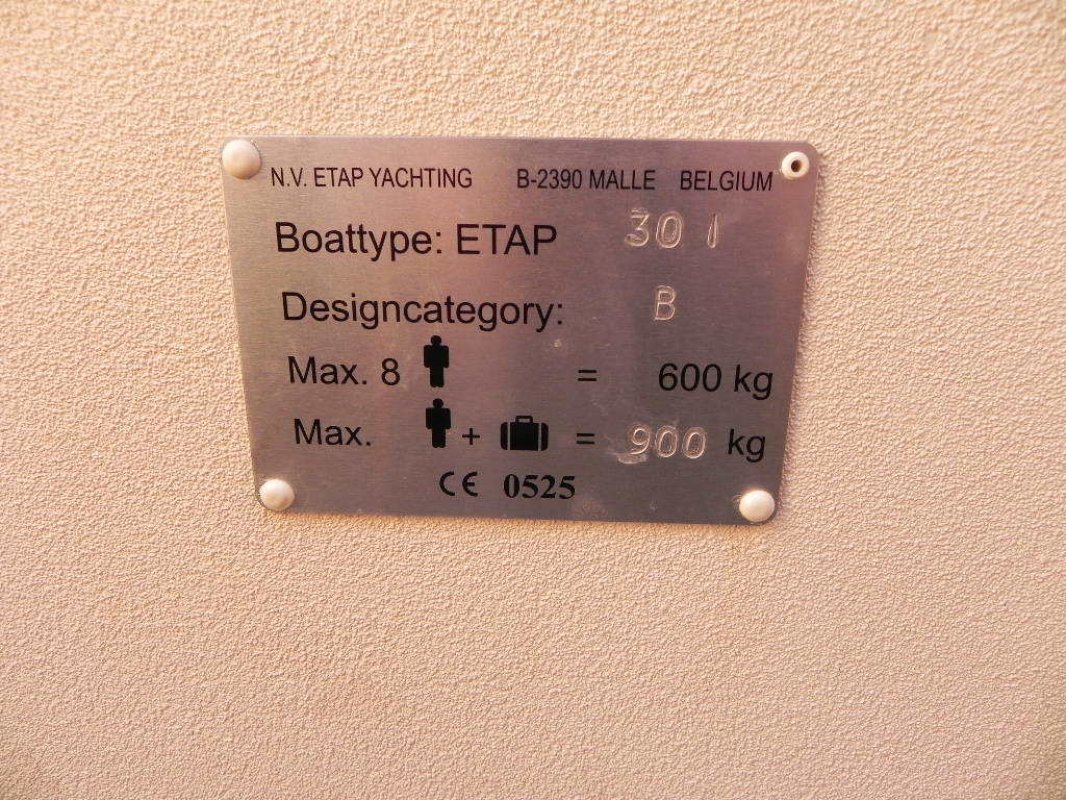 N.V. ETAP YACHTING B-2390 MALLE BELGIUM
Boattype: ETAP 30 i
Designcategory: B
Max. 8 = 600 kg
Max. + = 900 kg
CE 0525